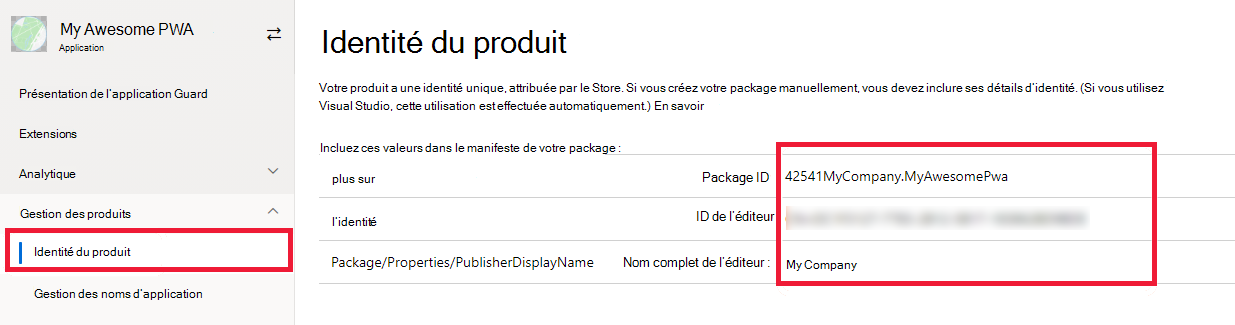 My Awesome PWA
Application
Présentation de l’application Guard
Extensions
Analytique
Gestion des produits
Identité du produit
Gestion des noms d’application
Identité du produit
Votre produit a une identité unique, attribuée par le Store. Si vous créez votre package manuellement, vous devez inclure ses détails d’identité. (Si vous utilisez
Visual Studio, cette utilisation est effectuée automatiquement.) En savoir
Incluez ces valeurs dans le manifeste de votre package :
plus sur Package ID 42541MyCompany.MyAwesomePwa
l’identité ID de l’éditeur
Package/Properties/PublisherDisplayName Nom complet de l’éditeur : My Company